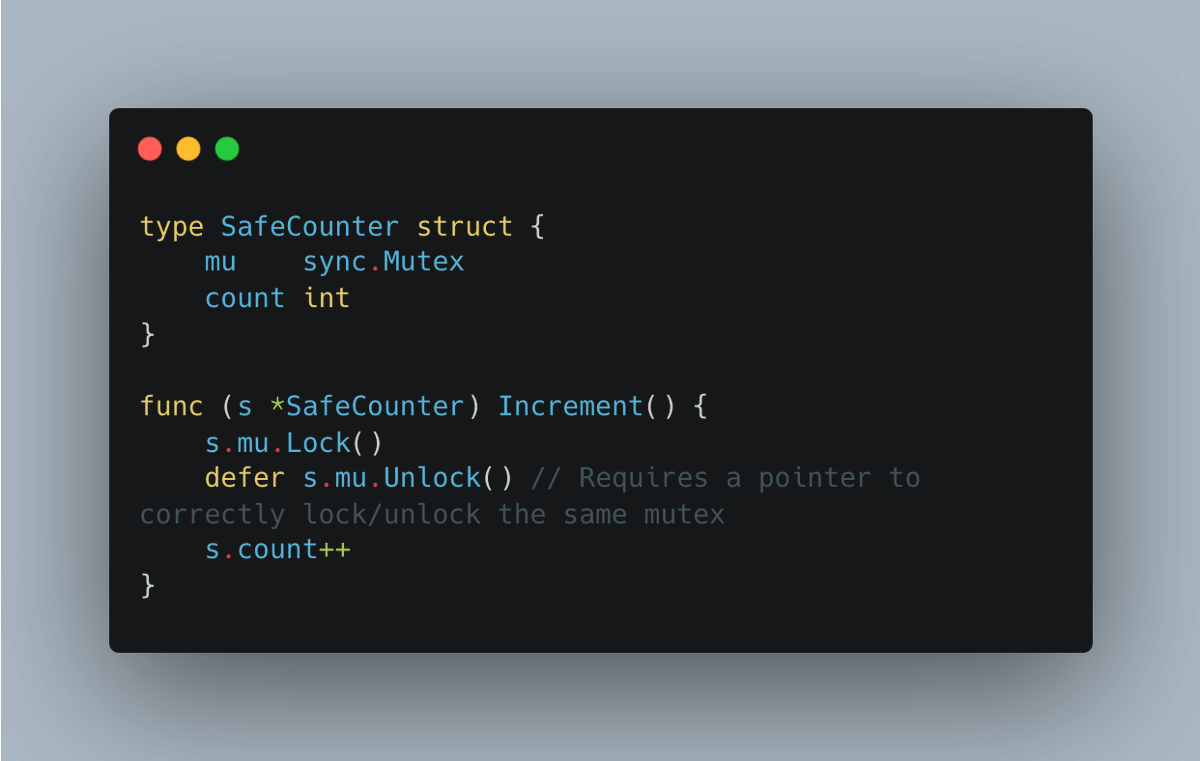 type SafeCounter struct {
    mu    sync.Mutex
    count int
}

func (s *SafeCounter) Increment() {
    s.mu.Lock()
    defer s.mu.Unlock() // Requires a pointer to
correctly lock/unlock the same mutex
    s.count++
}